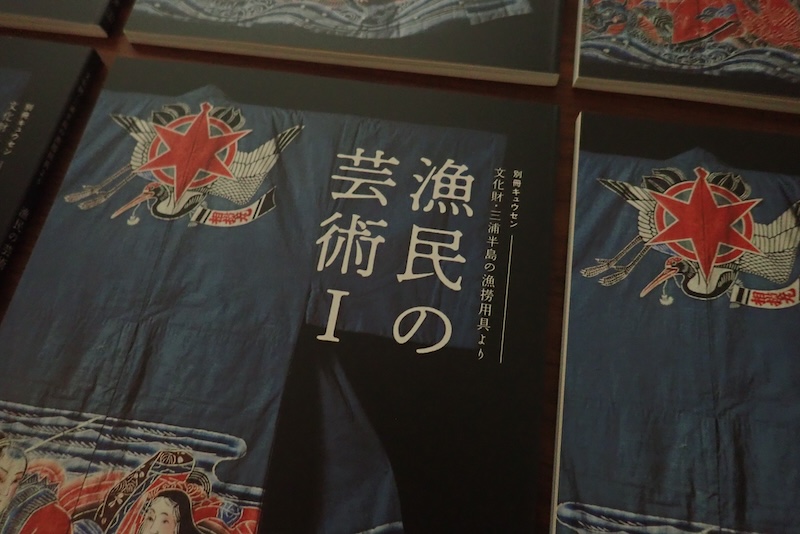 別冊キュウセン
文化財・三浦半島の漁撈用具より
漁民の
芸術I